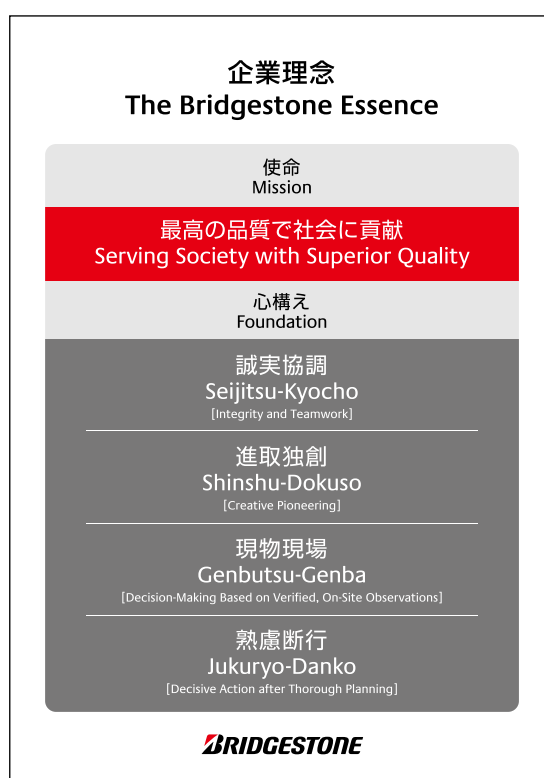 企業理念
The Bridgestone Essence
使命
Mission
最高の品質で社会に貢献
Serving Society with Superior Quality
心構え
Foundation
誠実協調
Seijitsu-Kyocho
[Integrity and Teamwork]
進取独創
Shinshu-Dokuso
[Creative Pioneering]
現物現場
Genbutsu-Genba
[Decision-Making Based on Verified, On-Site Observations]
熟慮断行
Jukuryo-Danko
[Decisive Action after Thorough Planning]
BRIDGESTONE